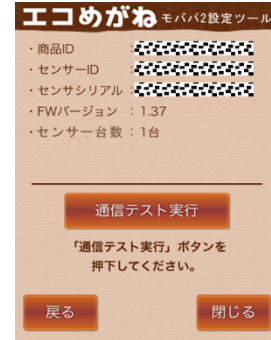 エコめがね モバパ2設定ツール
・商品ID :
・センサーID :
・センサシリアル :
・FWバージョン : 1.37
・センサー台数 : 1台
通信テスト実行
「通信テスト実行」ボタンを
押下してください。
戻る 閉じる